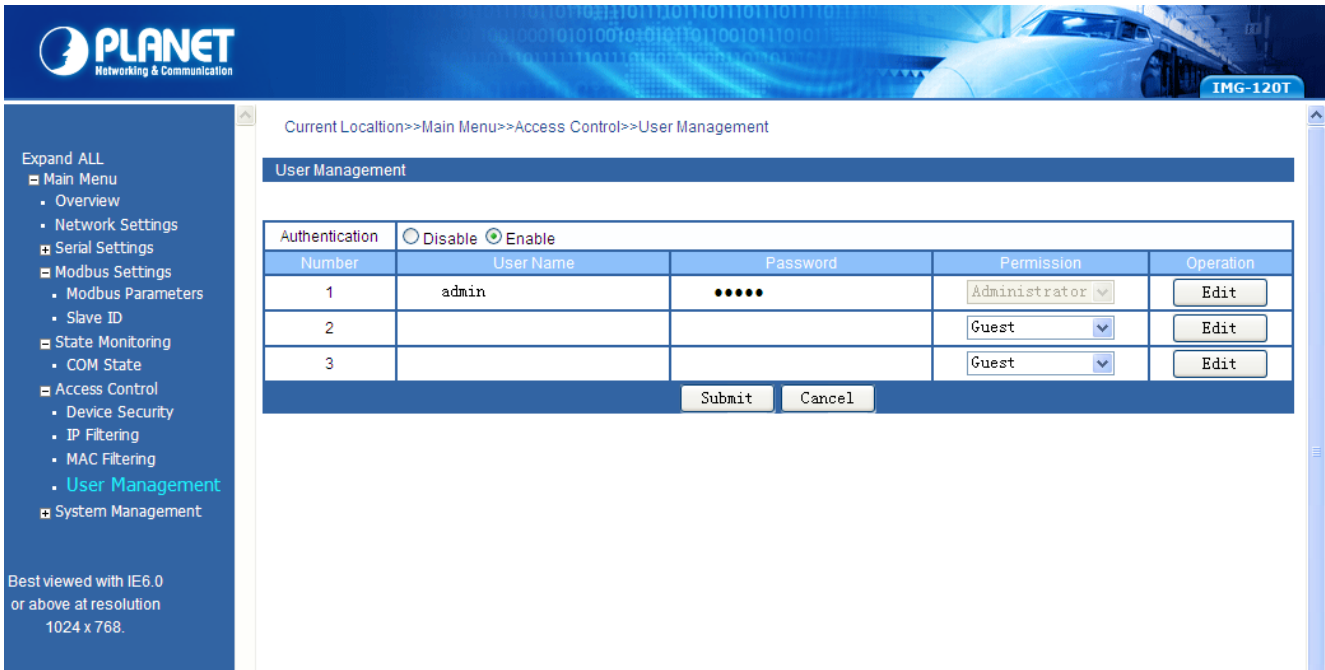 PLANET
Networking & Communication
IMG-120T
Current Localtion>>Main Menu>>Access Control>>User Management
Expand ALL
Main Menu
Overview
Network Settings
Serial Settings
Modbus Settings
Modbus Parameters
Slave ID
State Monitoring
COM State
Access Control
Device Security
IP Filtering
MAC Filtering
User Management
System Management
Best viewed with IE6.0
or above at resolution
1024 x 768.
User Management
Authentication Disable Enable
Number User Name Password Permission Operation
1 admin ●●●●● Administrator Edit
2 Guest Edit
3 Guest Edit
Submit Cancel